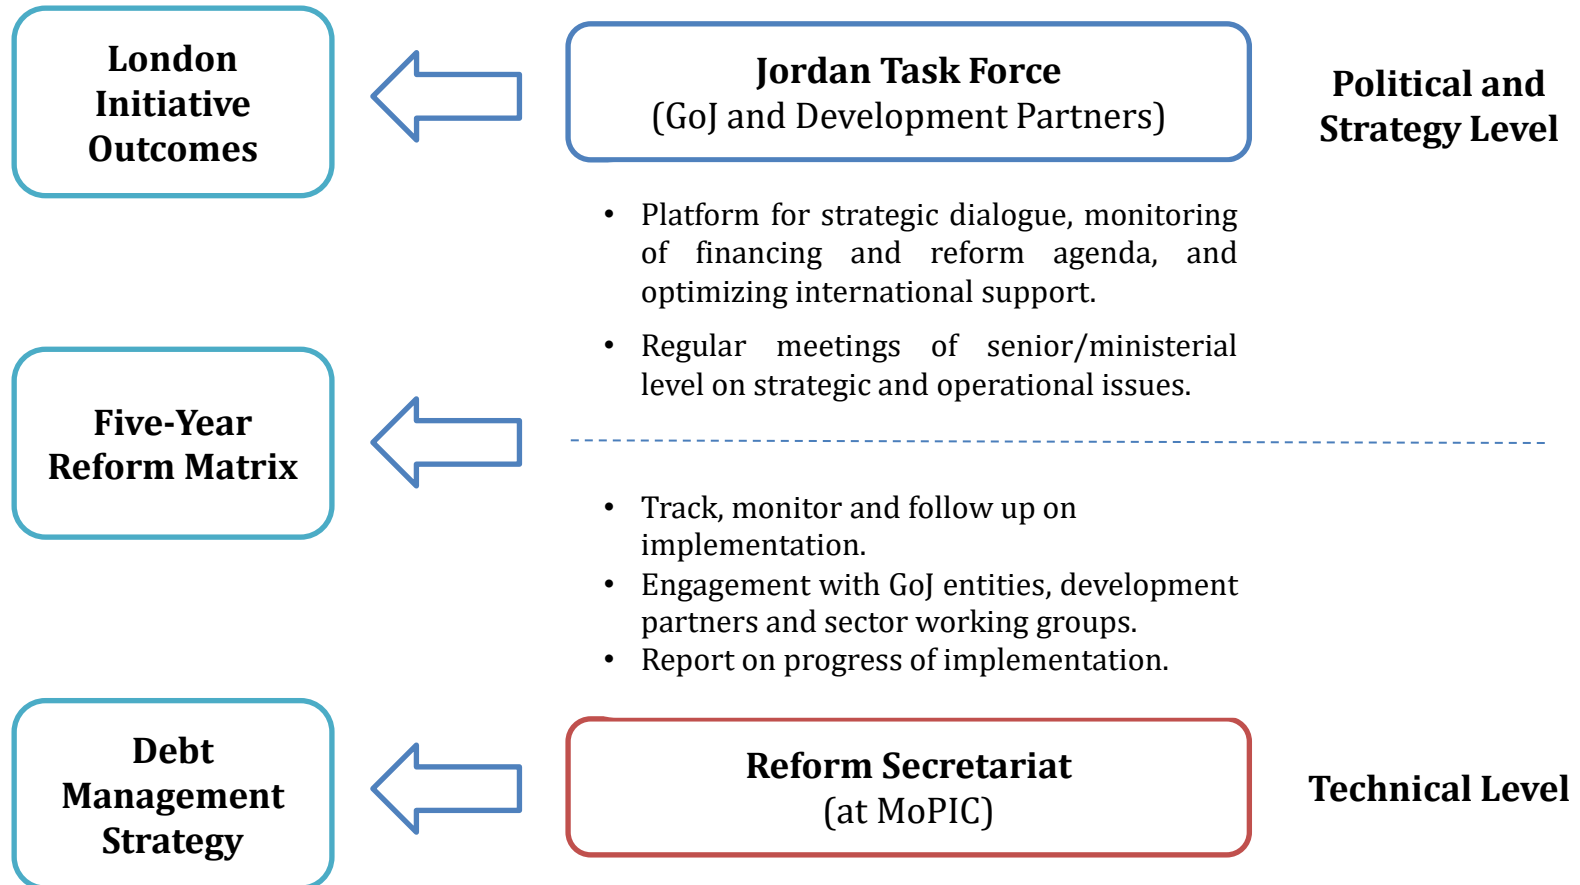 London
Initiative
Outcomes
Jordan Task Force
(GoJ and Development Partners)
Political and
Strategy Level
• Platform for strategic dialogue, monitoring
of financing and reform agenda, and
optimizing international support.
• Regular meetings of senior/ministerial
level on strategic and operational issues.
Five-Year
Reform Matrix
• Track, monitor and follow up on
implementation.
• Engagement with GoJ entities, development
partners and sector working groups.
• Report on progress of implementation.
Debt
Management
Strategy
Reform Secretariat
(at MoPIC)
Technical Level